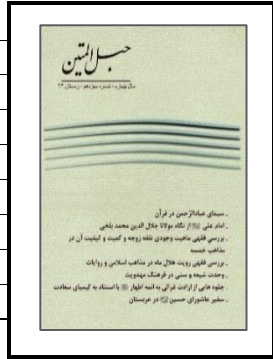 حبل المتین
سال چهارم • شماره سیزدهم • زمستان ۹۴
ـ سیمای عبادالرّحمن در قرآن
ـ امام علی از نگاه مولانا جلال الدین محمد بلخی
ـ بررسی فقهی ماهیت وجودی نفقه زوجه و کمیت و کیفیت آن در
مذاهب خمسه
ـ بررسی فقهی رویت هلال ماه در مذاهب اسلامی و روایات
ـ وحدت شیعه و سنی در فرهنگ مهدویت
ـ جلوه هایی از ارادت غزالی به ائمه اطهار با استناد به کیمیای سعادت
ـ سفیر عاشورای حسین در عربستان